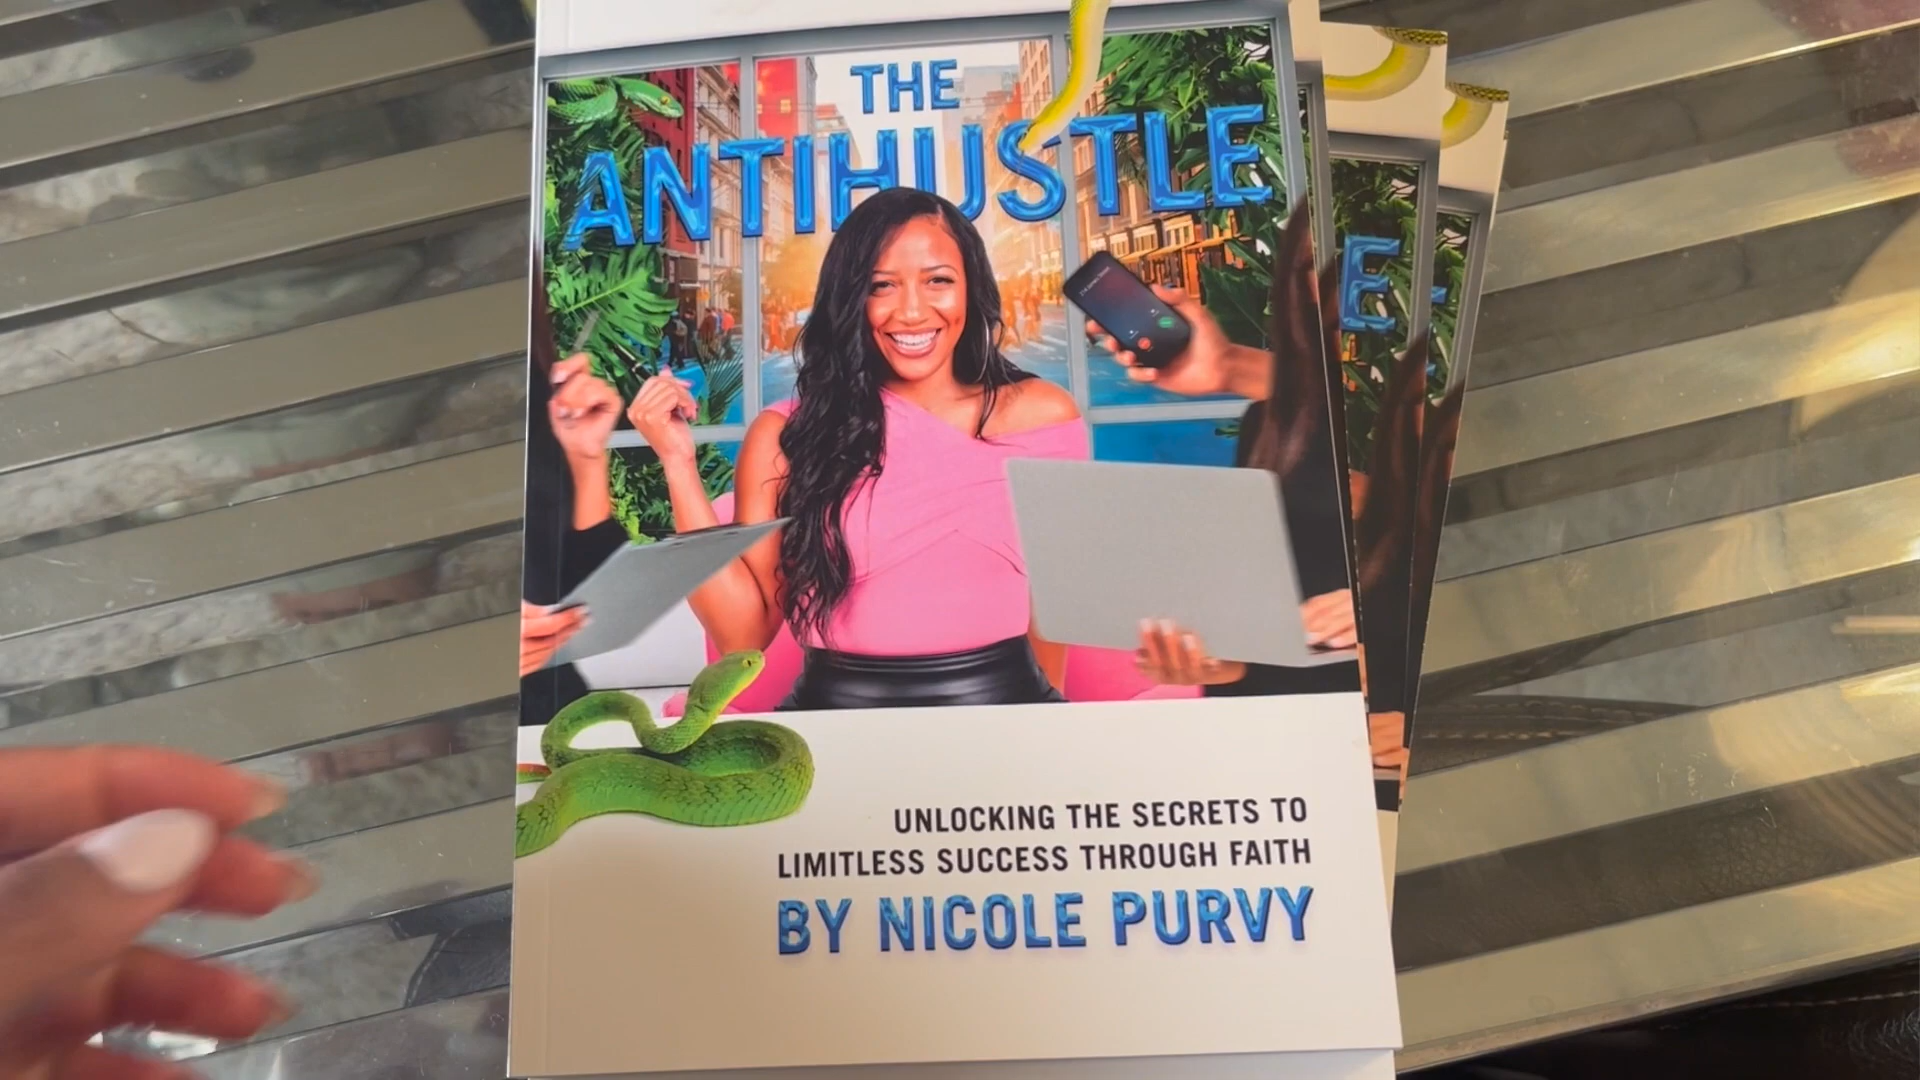 THE
ANTIHUSTLE
UNLOCKING THE SECRETS TO
LIMITLESS SUCCESS THROUGH FAITH
BY NICOLE PURVY
E